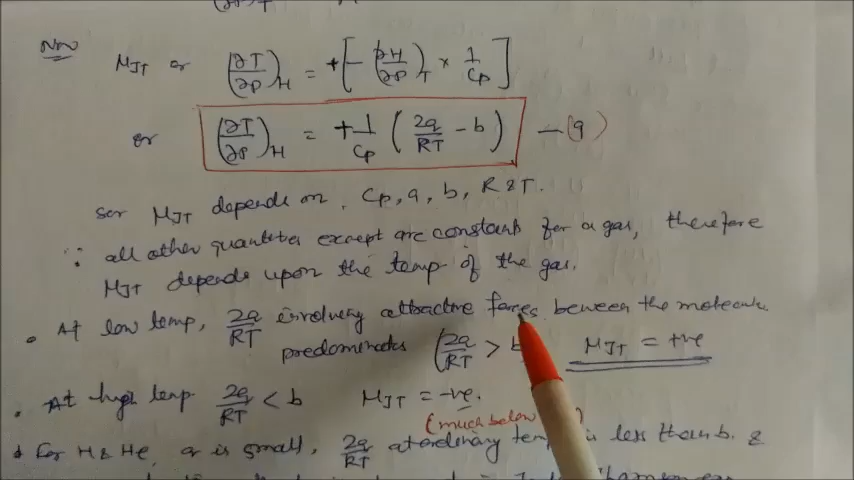 Now μJT or (∂T/∂P)H = +[-(∂H/∂P)T × 1/Cp]
or (∂T/∂P)H = +1/Cp (2a/RT - b) —(9)
So μJT depends on, Cp, a, b, R & T.
∵ all other quantites except are constants for a gas, therefore
μJT depends upon the temp of the gas.
• At low temp, 2a/RT involving attractive forces beween the molecule
predominates (2a/RT > b μJT = +ve
• At high temp 2a/RT < b μJT = -ve.
(much below
• For H & He, a is small, 2a/RT at ordinary temp is less than b. &